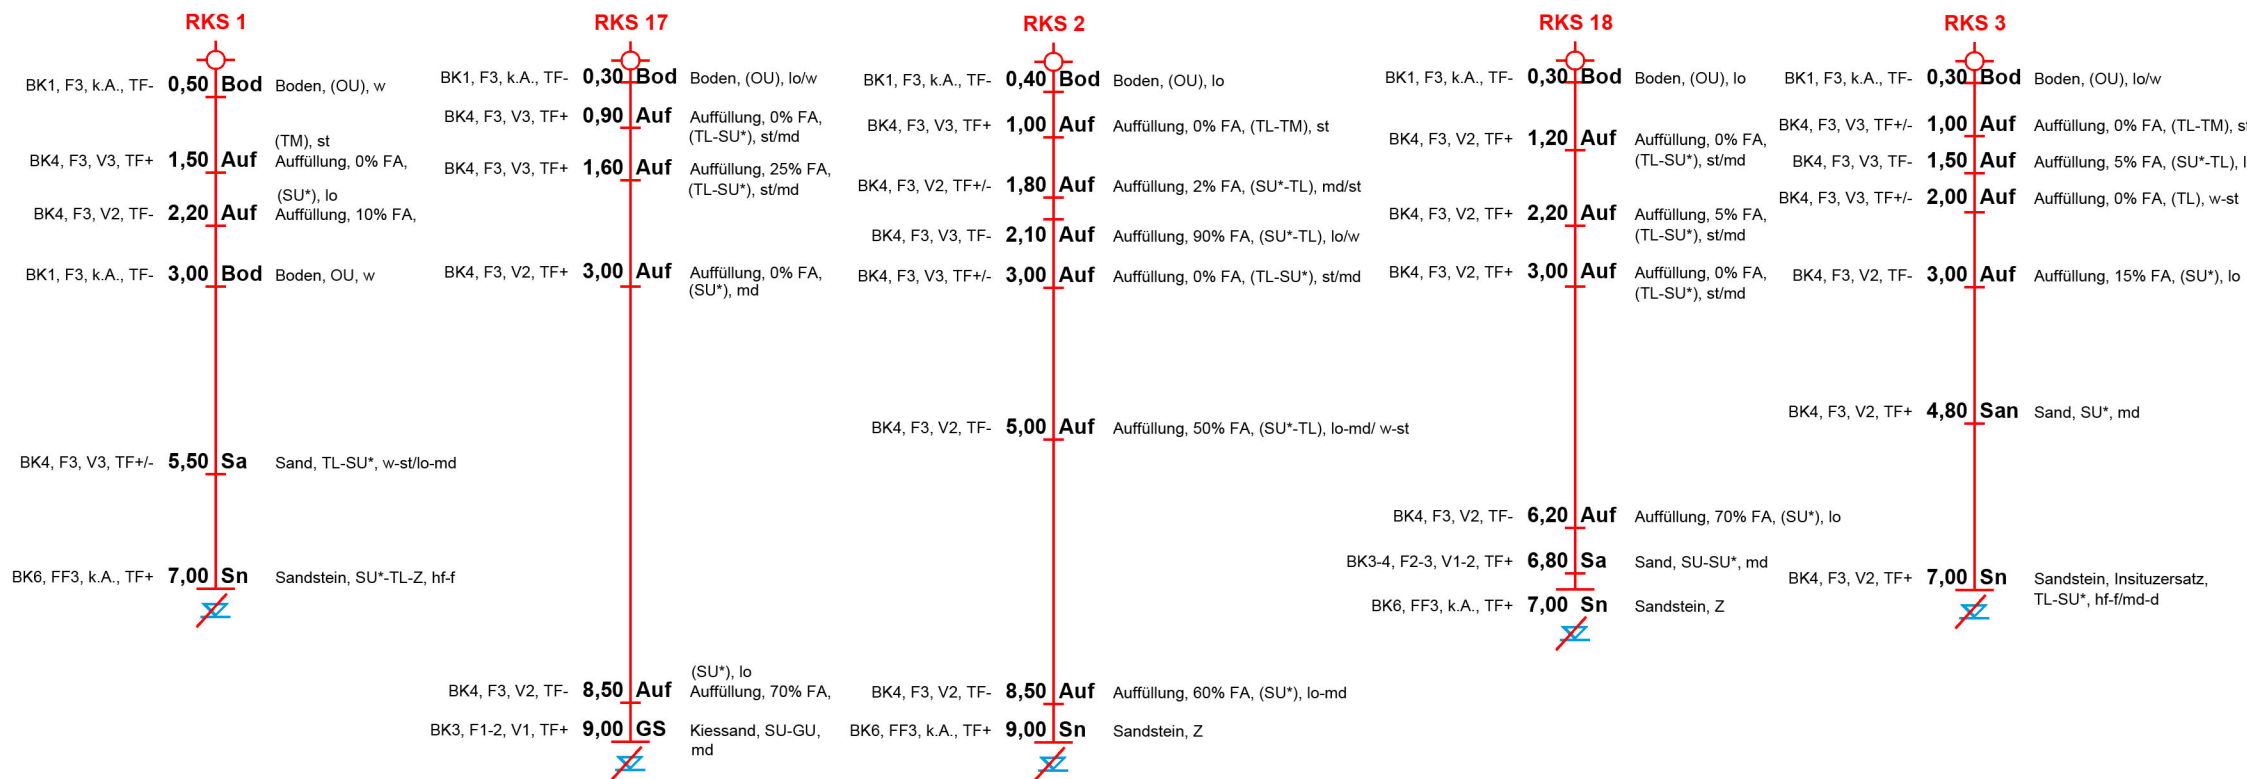 RKS 1
BK1, F3, k.A., TF- 0,50 Bod Boden, (OU), w
(TM), st
BK4, F3, V3, TF+ 1,50 Auf Auffüllung, 0% FA,
(SU*), lo
BK4, F3, V2, TF- 2,20 Auf Auffüllung, 10% FA,
BK1, F3, k.A., TF- 3,00 Bod Boden, OU, w
BK4, F3, V3, TF+/- 5,50 Sa Sand, TL-SU*, w-st/lo-md
BK6, FF3, k.A., TF+ 7,00 Sn Sandstein, SU*-TL-Z, hf-f
RKS 17
BK1, F3, k.A., TF- 0,30 Bod Boden, (OU), lo/w
BK4, F3, V3, TF+ 0,90 Auf Auffüllung, 0% FA,
(TL-SU*), st/md
BK4, F3, V3, TF+ 1,60 Auf Auffüllung, 25% FA,
(TL-SU*), st/md
BK4, F3, V2, TF+ 3,00 Auf Auffüllung, 0% FA,
(SU*), md
(SU*), lo
BK4, F3, V2, TF- 8,50 Auf Auffüllung, 70% FA,
BK3, F1-2, V1, TF+ 9,00 GS Kiessand, SU-GU,
md
RKS 2
BK1, F3, k.A., TF- 0,40 Bod Boden, (OU), lo
BK4, F3, V3, TF+ 1,00 Auf Auffüllung, 0% FA, (TL-TM), st
BK4, F3, V2, TF+/- 1,80 Auf Auffüllung, 2% FA, (SU*-TL), md/st
BK4, F3, V3, TF- 2,10 Auf Auffüllung, 90% FA, (SU*-TL), lo/w
BK4, F3, V3, TF+/- 3,00 Auf Auffüllung, 0% FA, (TL-SU*), st/md
BK4, F3, V2, TF- 5,00 Auf Auffüllung, 50% FA, (SU*-TL), lo-md/ w-st
BK4, F3, V2, TF- 8,50 Auf Auffüllung, 60% FA, (SU*), lo-md
BK6, FF3, k.A., TF+ 9,00 Sn Sandstein, Z
RKS 18
BK1, F3, k.A., TF- 0,30 Bod Boden, (OU), lo
BK4, F3, V2, TF+ 1,20 Auf Auffüllung, 0% FA,
(TL-SU*), st/md
BK4, F3, V2, TF+ 2,20 Auf Auffüllung, 5% FA,
(TL-SU*), st/md
BK4, F3, V2, TF+ 3,00 Auf Auffüllung, 0% FA,
(TL-SU*), st/md
BK4, F3, V2, TF- 6,20 Auf Auffüllung, 70% FA, (SU*), lo
BK3-4, F2-3, V1-2, TF+ 6,80 Sa Sand, SU-SU*, md
BK6, FF3, k.A., TF+ 7,00 Sn Sandstein, Z
RKS 3
BK1, F3, k.A., TF- 0,30 Bod Boden, (OU), lo/w
BK4, F3, V3, TF+/- 1,00 Auf Auffüllung, 0% FA, (TL-TM), st
BK4, F3, V3, TF- 1,50 Auf Auffüllung, 5% FA, (SU*-TL),
BK4, F3, V3, TF+/- 2,00 Auf Auffüllung, 0% FA, (TL), w-st
BK4, F3, V2, TF- 3,00 Auf Auffüllung, 15% FA, (SU*), lo
BK4, F3, V2, TF+ 4,80 San Sand, SU*, md
BK4, F3, V2, TF+ 7,00 Sn Sandstein, Insituzersatz,
TL-SU*, hf-f/md-d